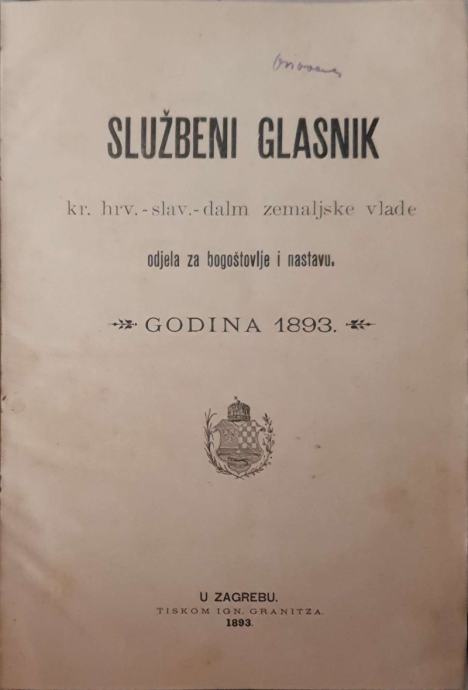 SLUŽBENI GLASNIK
kr. hrv.-slav.-dalm zemaljske vlade
odjela za bogoštovlje i nastavu.
GODINA 1893.
U ZAGREBU.
TISKOM IGN. GRANITZA.
1893.